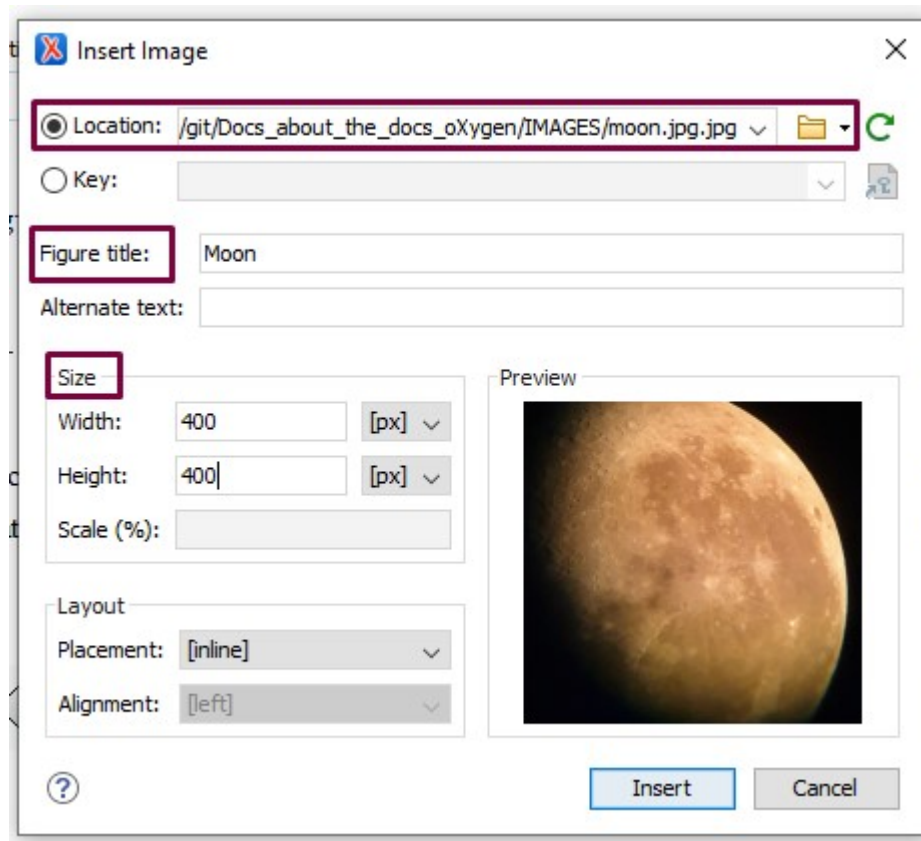 Insert Image
Location: /git/Docs_about_the_docs_oXygen/IMAGES/moon.jpg.jpg
Key:
Figure title: Moon
Alternate text:
Size
Width: 400 [px]
Height: 400 [px]
Scale (%):
Layout
Placement: [inline]
Alignment: [left]
Preview
?
Insert Cancel